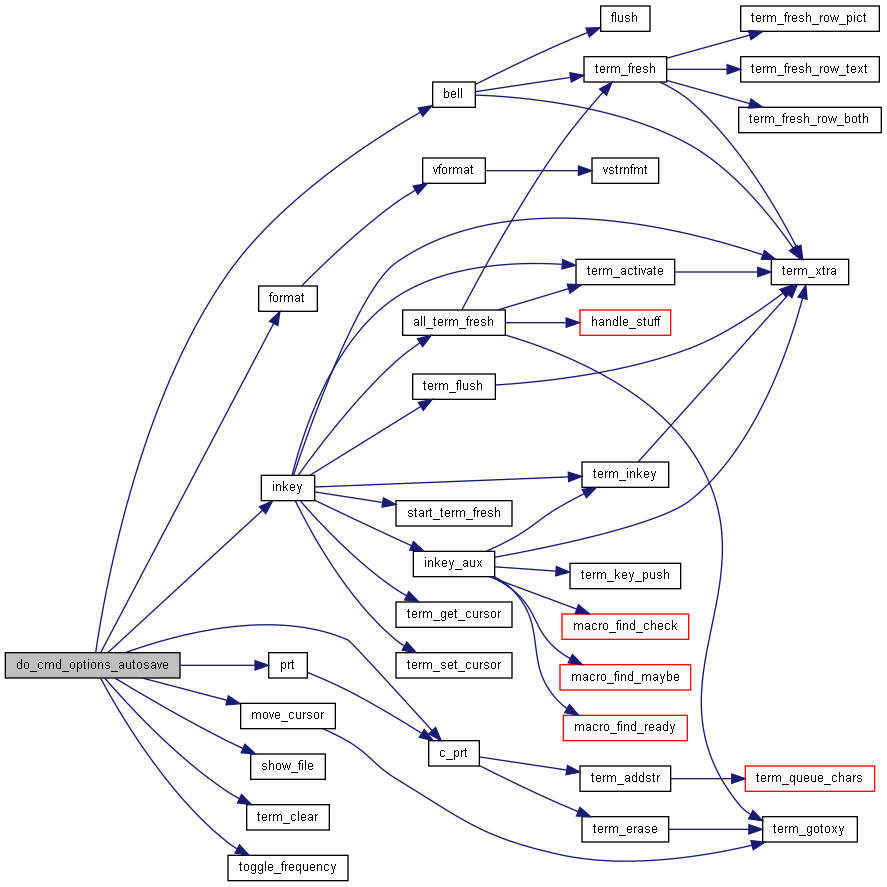 flush
term_fresh_row_pict
term_fresh
term_fresh_row_text
bell
term_fresh_row_both
vformat
vstrnfmt
term_activate
term_xtra
format
all_term_fresh
handle_stuff
term_flush
term_inkey
inkey
start_term_fresh
inkey_aux
term_key_push
term_get_cursor
macro_find_check
do_cmd_options_autosave
prt
term_set_cursor
macro_find_maybe
move_cursor
macro_find_ready
c_prt
show_file
term_addstr
term_queue_chars
term_clear
term_erase
term_gotoxy
toggle_frequency